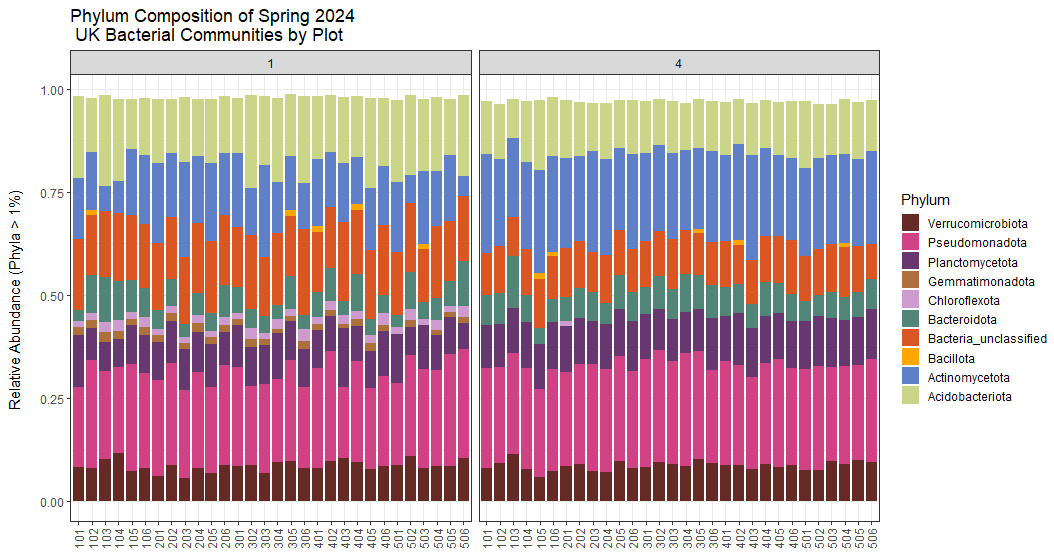 Phylum Composition of Spring 2024
UK Bacterial Communities by Plot
1 4
1.00
0.75
0.50
0.25
0.00
Relative Abundance (Phyla > 1%)
101 102 103 104 105 106 201 202 203 204 205 206 301 302 303 304 305 306 401 402 403 404 405 406 501 502 503 504 505 506
101 102 103 104 105 106 201 202 203 204 205 206 301 302 303 304 305 306 401 402 403 404 405 406 501 502 503 504 505 506
Phylum
Verrucomicrobiota
Pseudomonadota
Planctomycetota
Gemmatimonadota
Chloroflexota
Bacteroidota
Bacteria_unclassified
Bacillota
Actinomycetota
Acidobacteriota